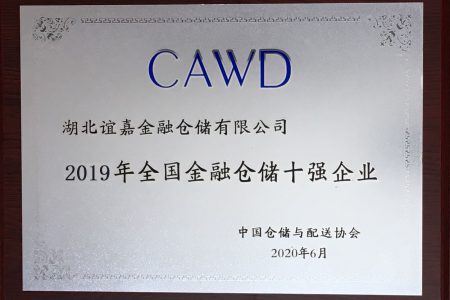 CAWD
湖北谊嘉金融仓储有限公司
2019年全国金融仓储十强企业
中国仓储与配送协会
2020年6月